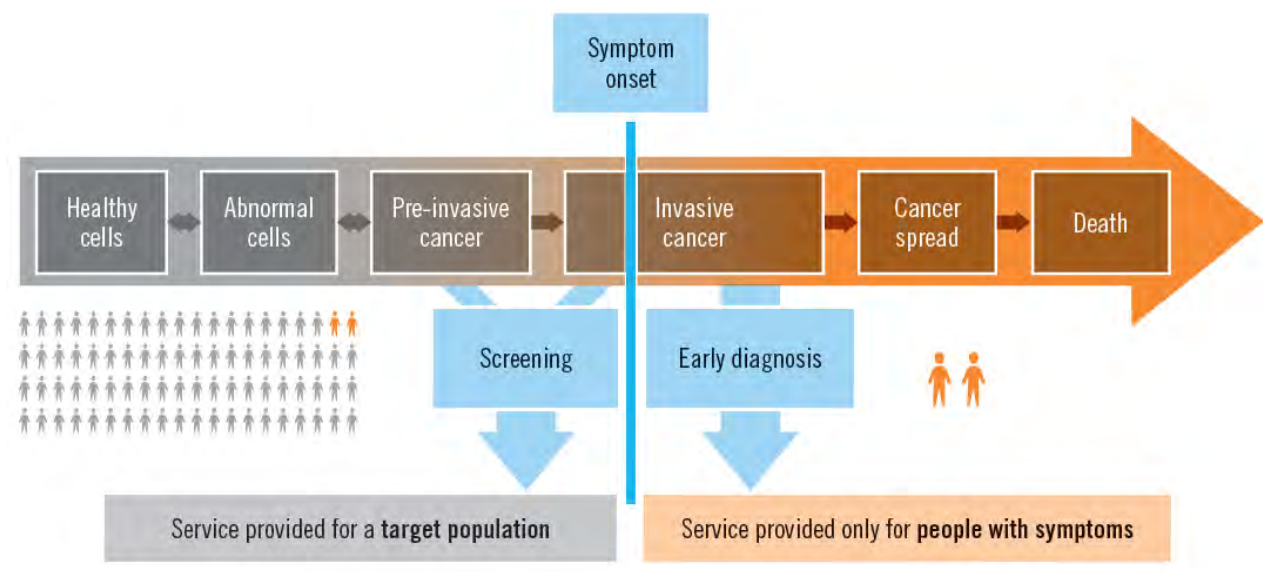 Symptom
onset
Healthy
cells
Abnormal
cells
Pre-invasive
cancer
Invasive
cancer
Cancer
spread
Death
Screening
Early diagnosis
Service provided for a target population
Service provided only for people with symptoms